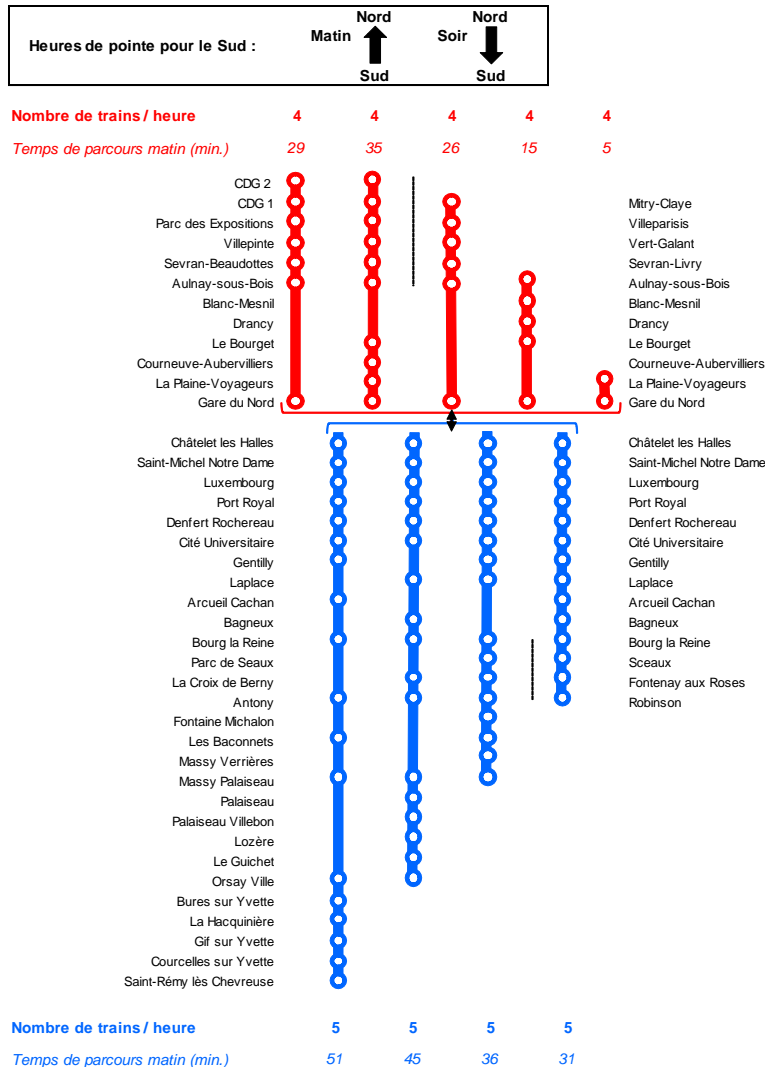 Nord Nord
Heures de pointe pour le Sud : Matin Soir
Sud Sud
Nombre de trains / heure 4 4 4 4 4
Temps de parcours matin (min.) 29 35 26 15 5
CDG 2
CDG 1 Mitry-Claye
Parc des Expositions Villeparisis
Villepinte Vert-Galant
Sevran-Beaudottes Sevran-Livry
Aulnay-sous-Bois Aulnay-sous-Bois
Blanc-Mesnil Blanc-Mesnil
Drancy Drancy
Le Bourget Le Bourget
Courneuve-Aubervilliers Courneuve-Aubervilliers
La Plaine-Voyageurs La Plaine-Voyageurs
Gare du Nord Gare du Nord
Châtelet les Halles Châtelet les Halles
Saint-Michel Notre Dame Saint-Michel Notre Dame
Luxembourg Luxembourg
Port Royal Port Royal
Denfert Rochereau Denfert Rochereau
Cité Universitaire Cité Universitaire
Gentilly Gentilly
Laplace Laplace
Arcueil Cachan Arcueil Cachan
Bagneux Bagneux
Bourg la Reine Bourg la Reine
Parc de Seaux Sceaux
La Croix de Berny Fontenay aux Roses
Antony Robinson
Fontaine Michalon
Les Baconnets
Massy Verrières
Massy Palaiseau
Palaiseau
Palaiseau Villebon
Lozère
Le Guichet
Orsay Ville
Bures sur Yvette
La Hacquinière
Gif sur Yvette
Courcelles sur Yvette
Saint-Rémy lès Chevreuse
Nombre de trains / heure 5 5 5 5
Temps de parcours matin (min.) 51 45 36 31